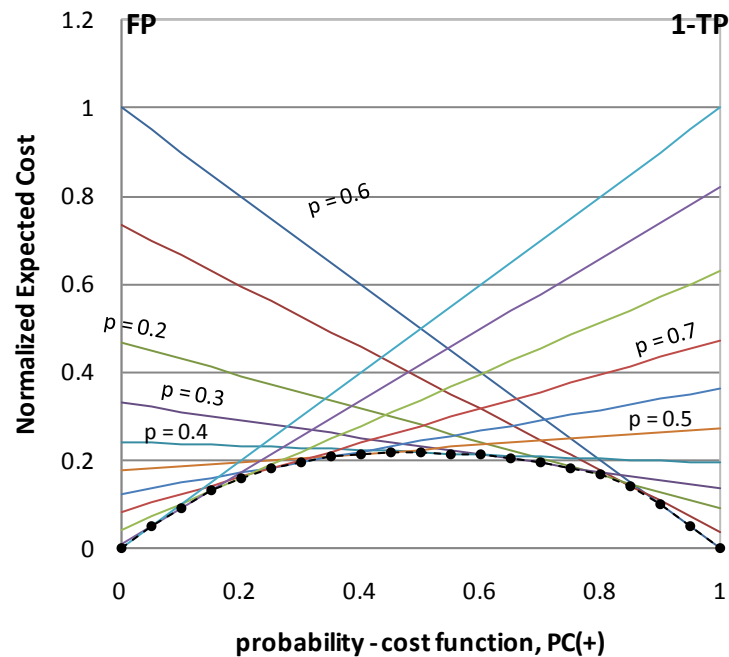 FP 1-TP
1.2
1
0.8
0.6
0.4
0.2
0
Normalized Expected Cost
p = 0.6
p = 0.2
p = 0.7
p = 0.3
p = 0.5
p = 0.4
0 0.2 0.4 0.6 0.8 1
probability - cost function, PC(+)